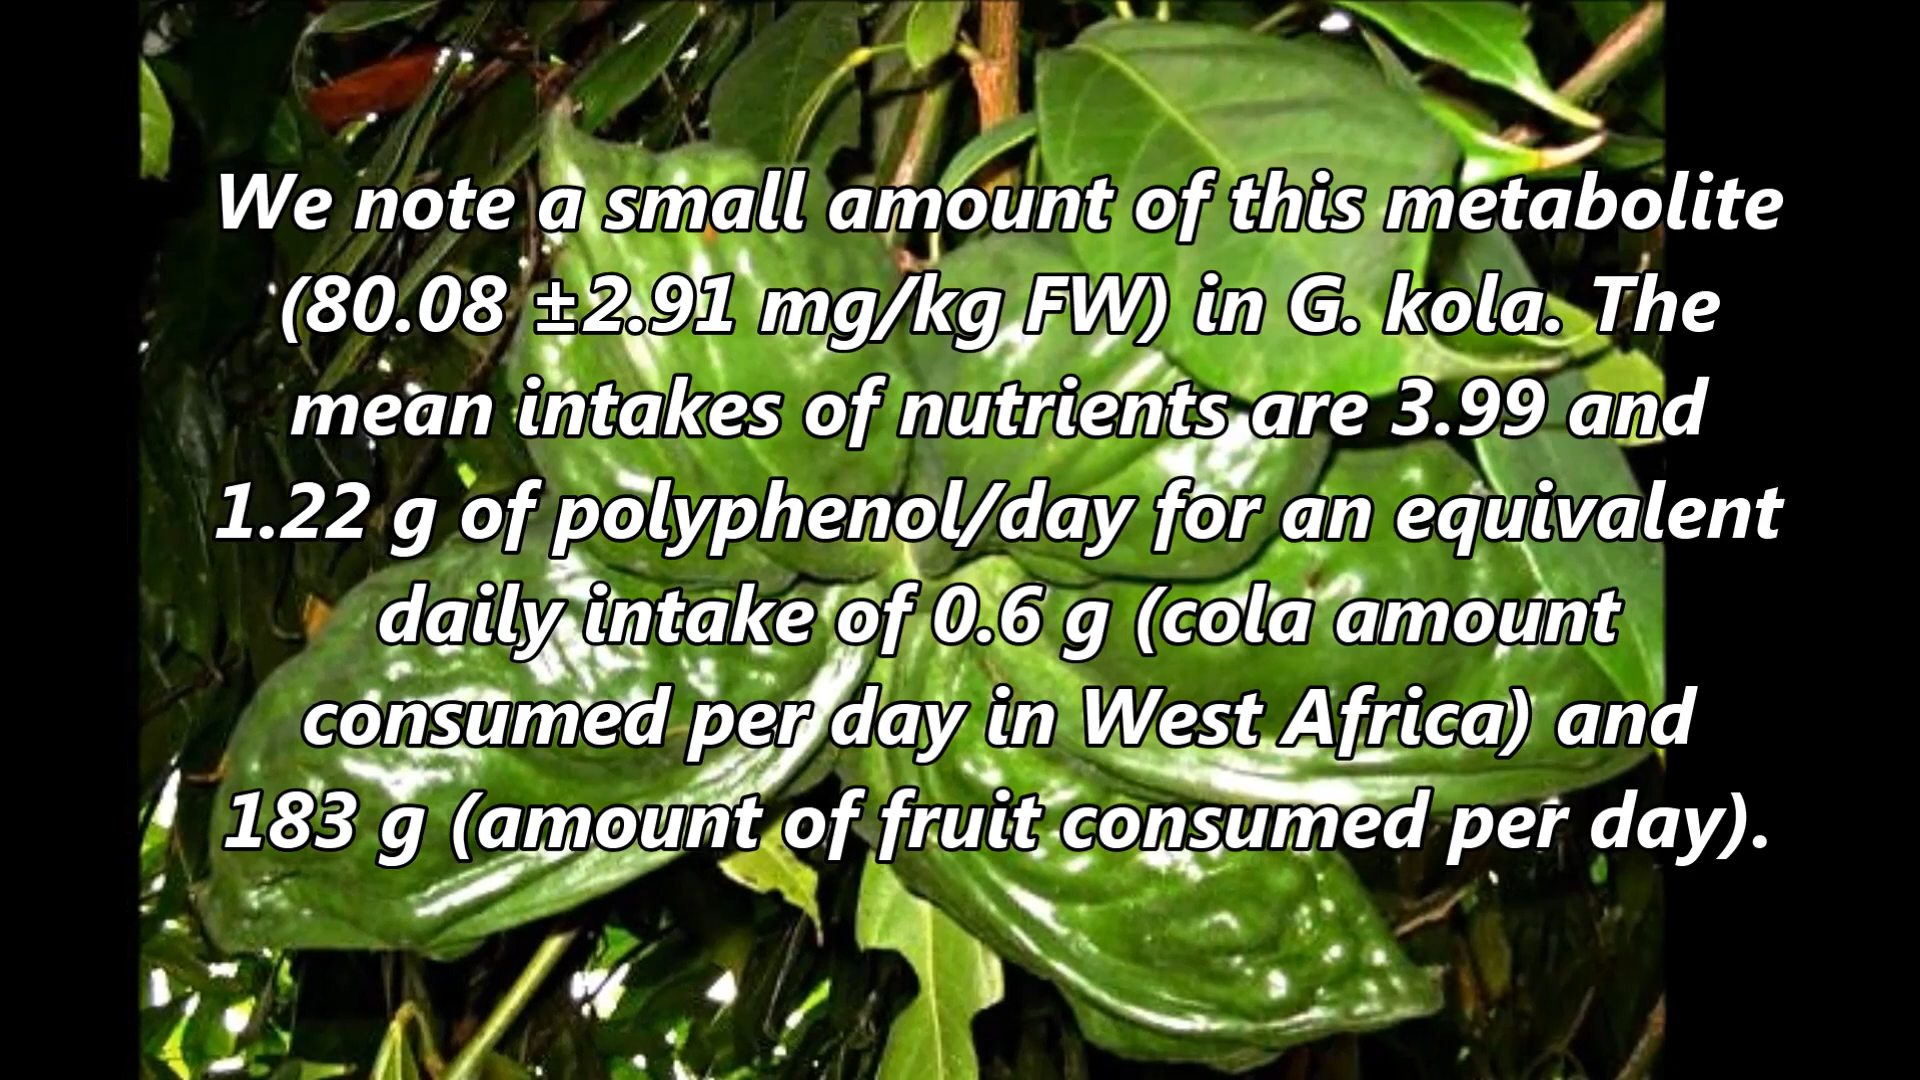 We note a small amount of this metabolite
(80.08 ±2.91 mg/kg FW) in G. kola. The
mean intakes of nutrients are 3.99 and
1.22 g of polyphenol/day for an equivalent
daily intake of 0.6 g (cola amount
consumed per day in West Africa) and
183 g (amount of fruit consumed per day).